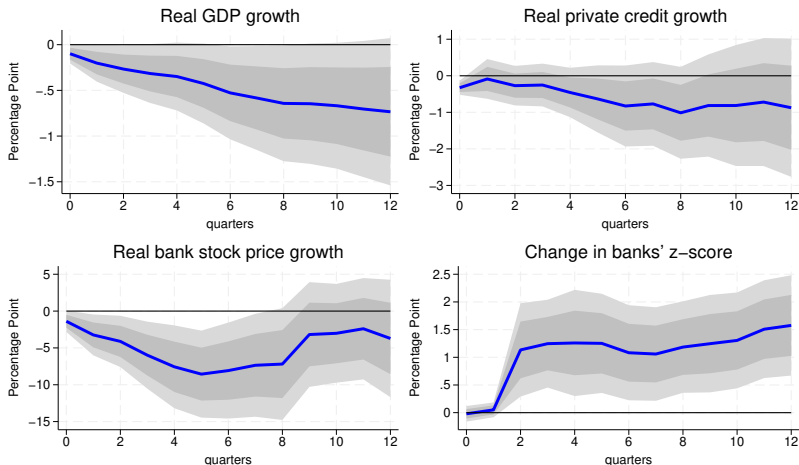 Real GDP growth
Percentage Point
0
−.5
−1
−1.5
0 2 4 6 8 10 12
quarters
Real private credit growth
Percentage Point
1
0
−1
−2
−3
0 2 4 6 8 10 12
quarters
Real bank stock price growth
Percentage Point
5
0
−5
−10
−15
0 2 4 6 8 10 12
quarters
Change in banks' z−score
Percentage Point
2.5
2
1.5
1
.5
0
0 2 4 6 8 10 12
quarters